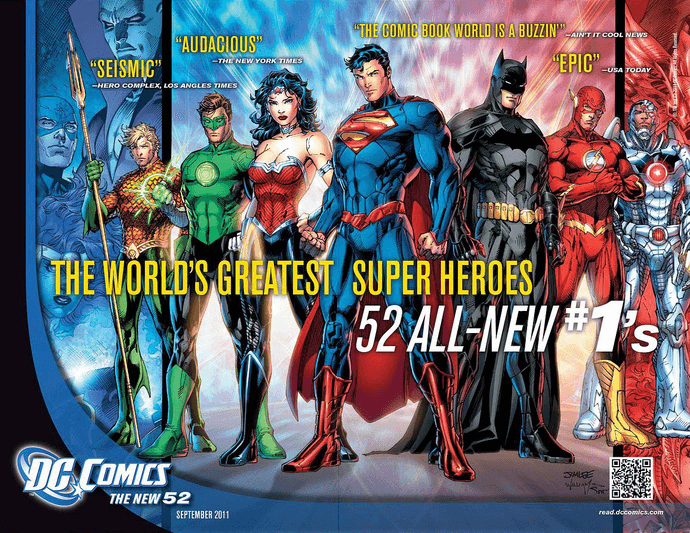 "THE COMIC BOOK WORLD IS A BUZZIN'" —AIN'T IT COOL NEWS
"AUDACIOUS"
—THE NEW YORK TIMES
"SEISMIC"
—HERO COMPLEX, LOS ANGLES TIMES
"EPIC" —USA TODAY
THE WORLD'S GREATEST SUPER HEROES
52 ALL-NEW #1's
DC COMICS
THE NEW 52
SEPTEMBER 2011
read.dccomics.com